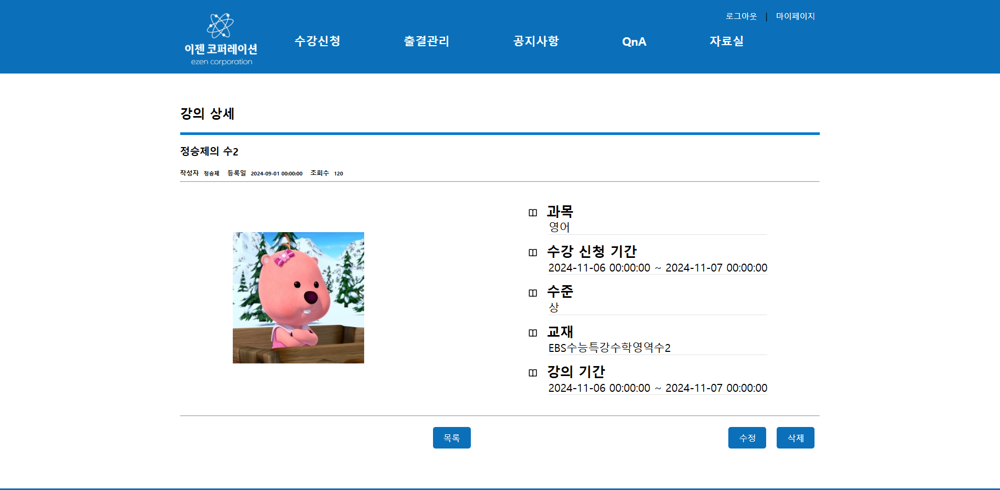 로그아웃 | 마이페이지
이젠 코퍼레이션
ezen corporation
수강신청 출결관리 공지사항 QnA 자료실
강의 상세
정승제의 수2
작성자 정승제 등록일 2024-09-01 00:00:00 조회수 120
과목
영어
수강 신청 기간
2024-11-06 00:00:00 ~ 2024-11-07 00:00:00
수준
상
교재
EBS수능특강수학영역수2
강의 기간
2024-11-06 00:00:00 ~ 2024-11-07 00:00:00
목록 수정 삭제